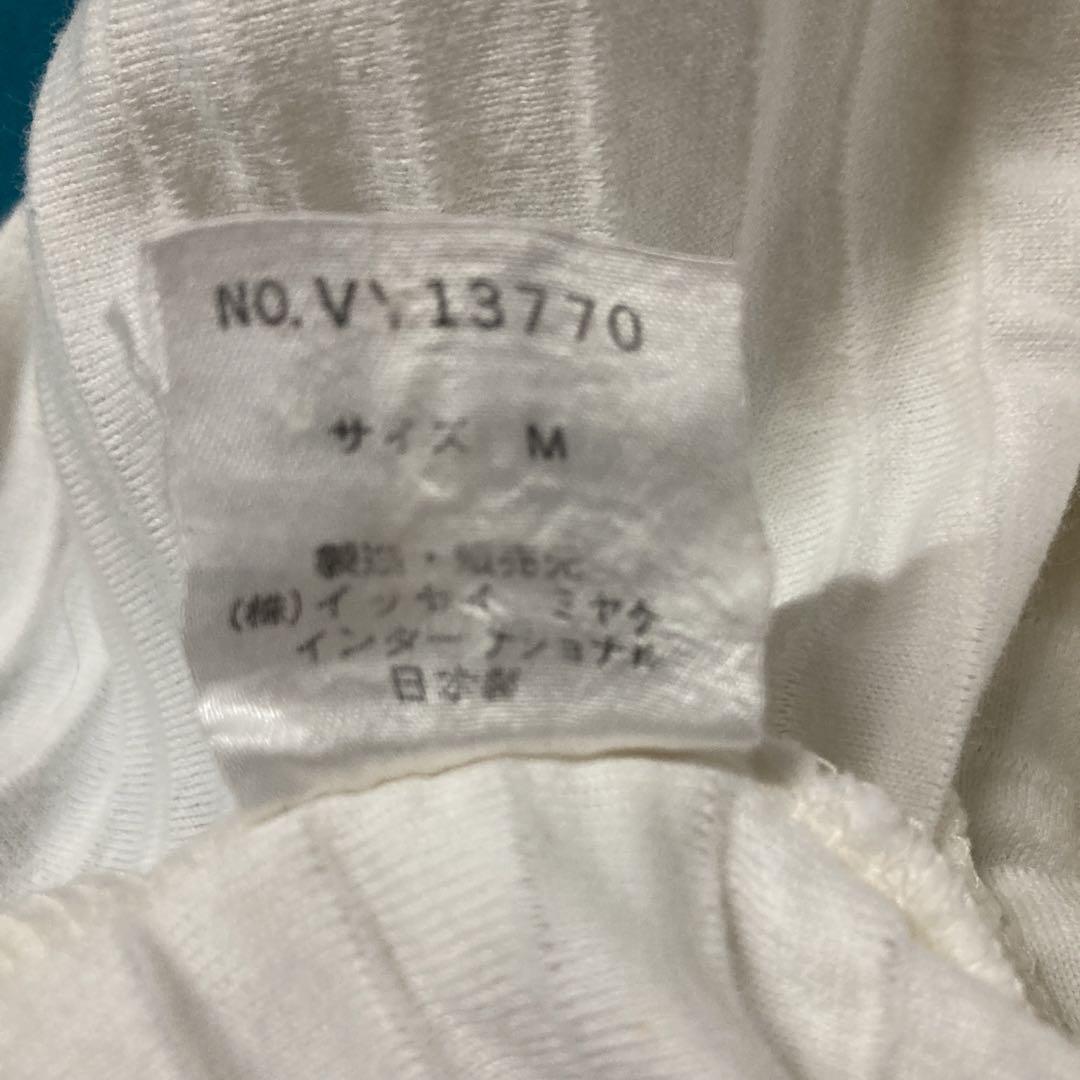 NO. 13770
サイズ M
製造・販売元
(株)イッセイ ミヤケ
インターナショナル
日本製